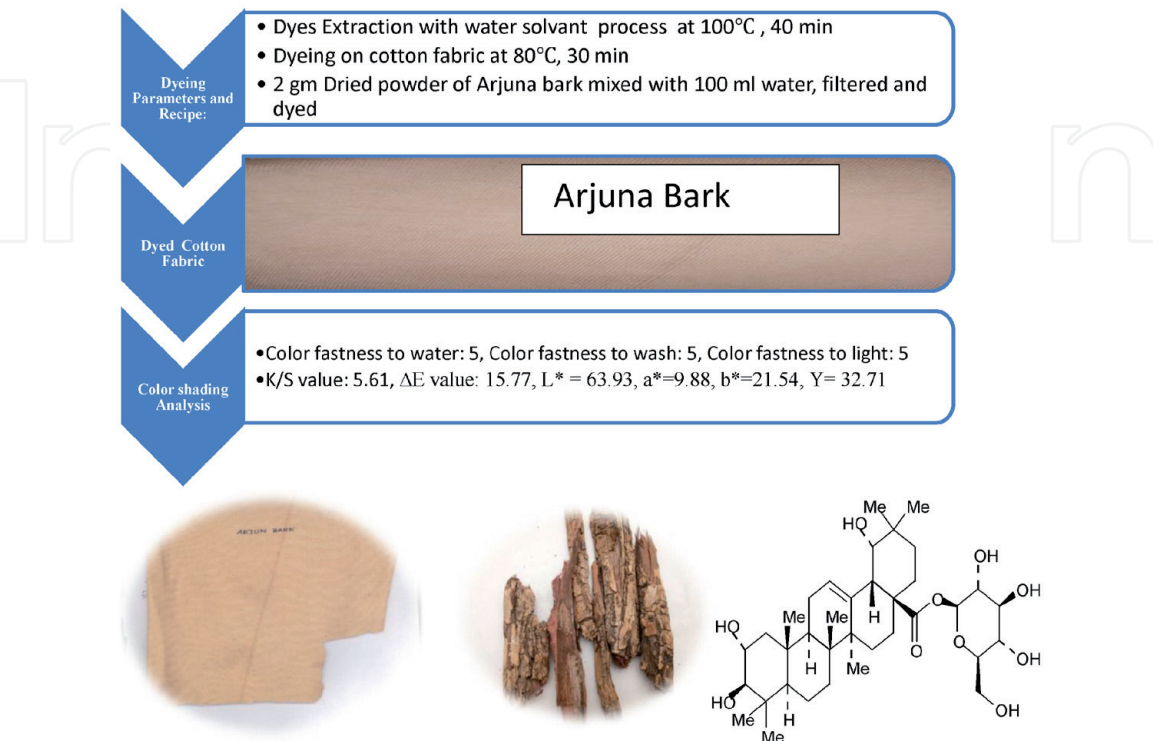 Dyeing
Parameters and
Recipe:
• Dyes Extraction with water solvant process at 100℃ , 40 min
• Dyeing on cotton fabric at 80℃, 30 min
• 2 gm Dried powder of Arjuna bark mixed with 100 ml water, filtered and
dyed
Dyed Cotton
Fabric
Arjuna Bark
Color shading
Analysis
•Color fastness to water: 5, Color fastness to wash: 5, Color fastness to light: 5
•K/S value: 5.61, ΔE value: 15.77, L* = 63.93, a*=9.88, b*=21.54, Y= 32.71
ARJUN BARK
Me Me
HO
OH
OH
O
Me Me H
HO
O
O
OH
H
Me
HO
Me H
OH
Me